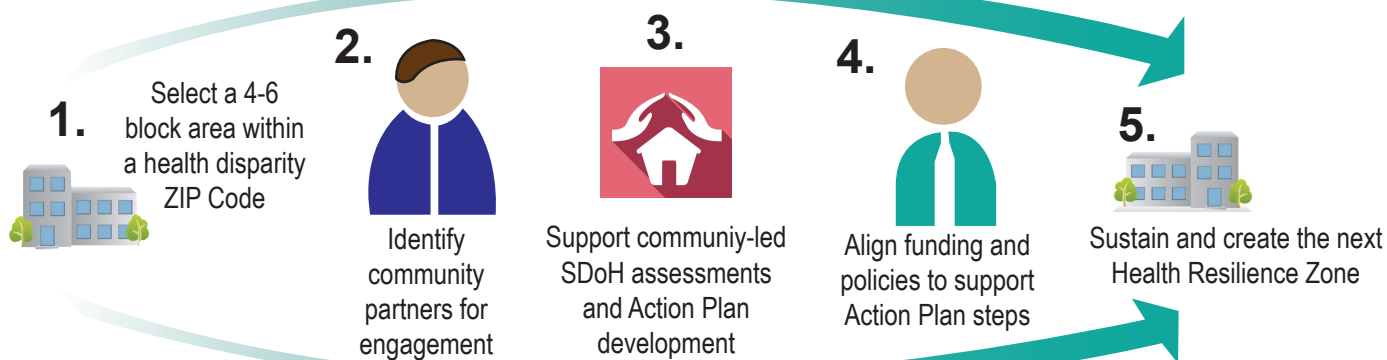 1.
Select a 4-6
block area within
a health disparity
ZIP Code
2.
Identify
community
partners for
engagement
3.
Support communiy-led
SDoH assessments
and Action Plan
development
4.
Align funding and
policies to support
Action Plan steps
5.
Sustain and create the next
Health Resilience Zone